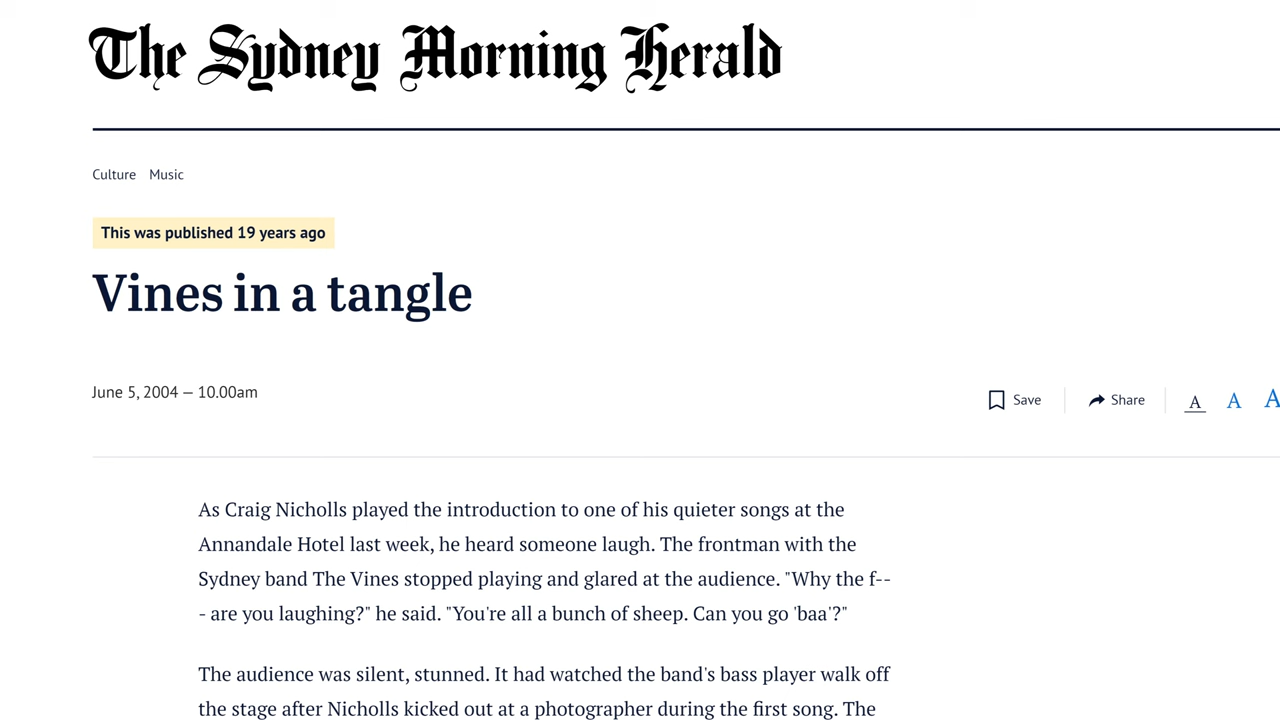 The Sydney Morning Herald
Culture Music
This was published 19 years ago
Vines in a tangle
June 5, 2004 — 10.00am
Save Share A A A
As Craig Nicholls played the introduction to one of his quieter songs at the
Annandale Hotel last week, he heard someone laugh. The frontman with the
Sydney band The Vines stopped playing and glared at the audience. "Why the f--
- are you laughing?" he said. "You're all a bunch of sheep. Can you go 'baa'?"
The audience was silent, stunned. It had watched the band's bass player walk off
the stage after Nicholls kicked out at a photographer during the first song. The